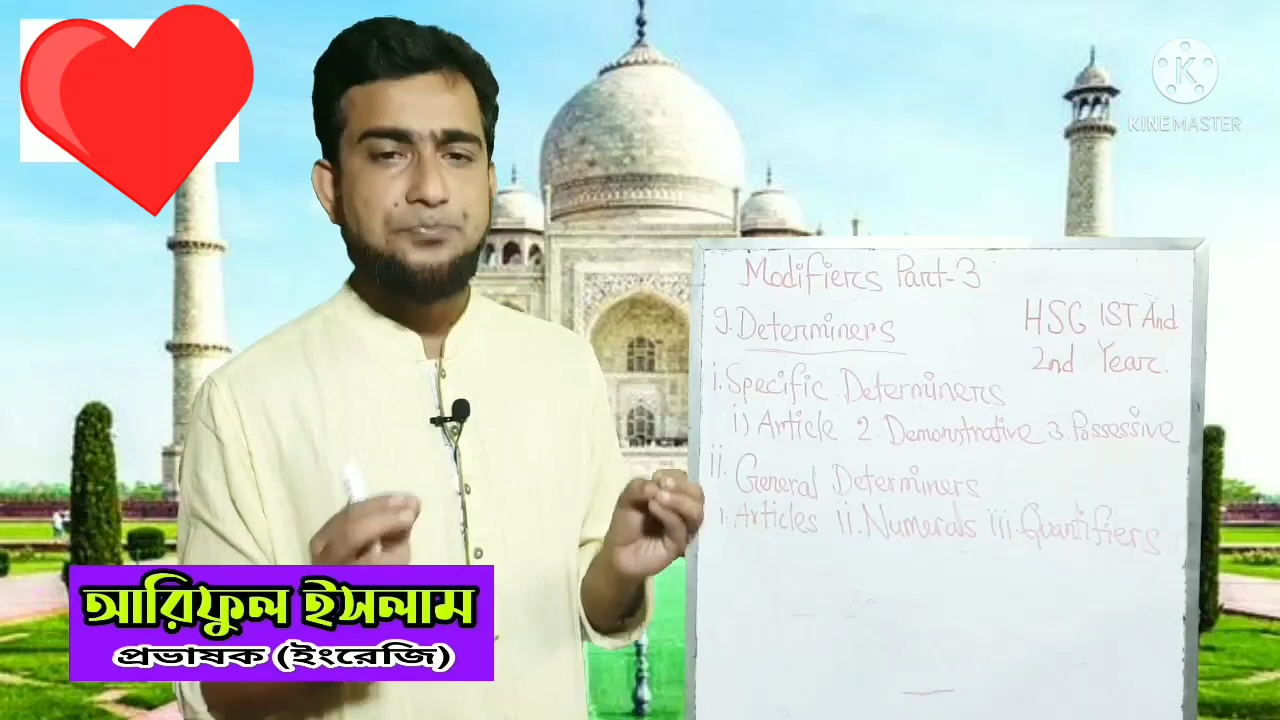 KINEMASTER
Modifiers Part-3
9. Determiners
HSC 1ST And
2nd Year.
i. Specific Determiners
i) Article 2. Demonstrative 3. Possessive
ii. General Determiners
i. Articles ii. Numerals iii. Quantifiers
আরিফুল ইসলাম
প্রভাষক (ইংরেজি)